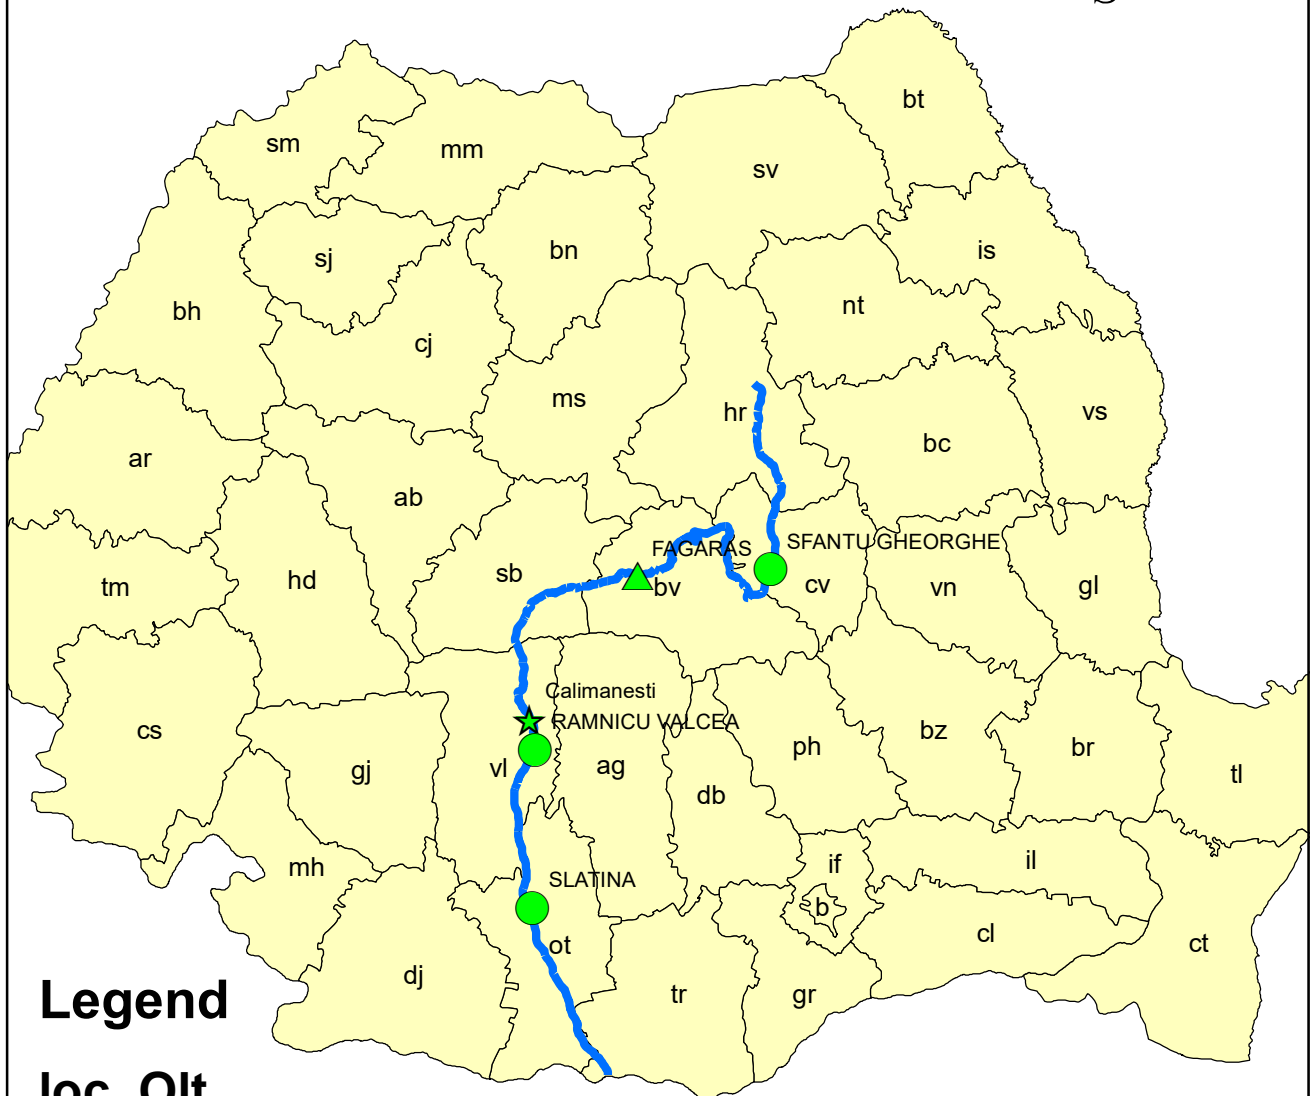 bt
sm
mm
sv
bn
is
sj
nt
bh
cj
ms
hr
vs
bc
ar
ab
SFANTU GHEORGHE
FAGARAS
sb
hd
tm
bv
cv
vn
gl
Calimanesti
RAMNICU VALCEA
cs
bz
ph
br
gj
vl
ag
tl
db
mh
if
il
SLATINA
b
ot
cl
ct
dj
tr
gr
Legend
loc_Olt